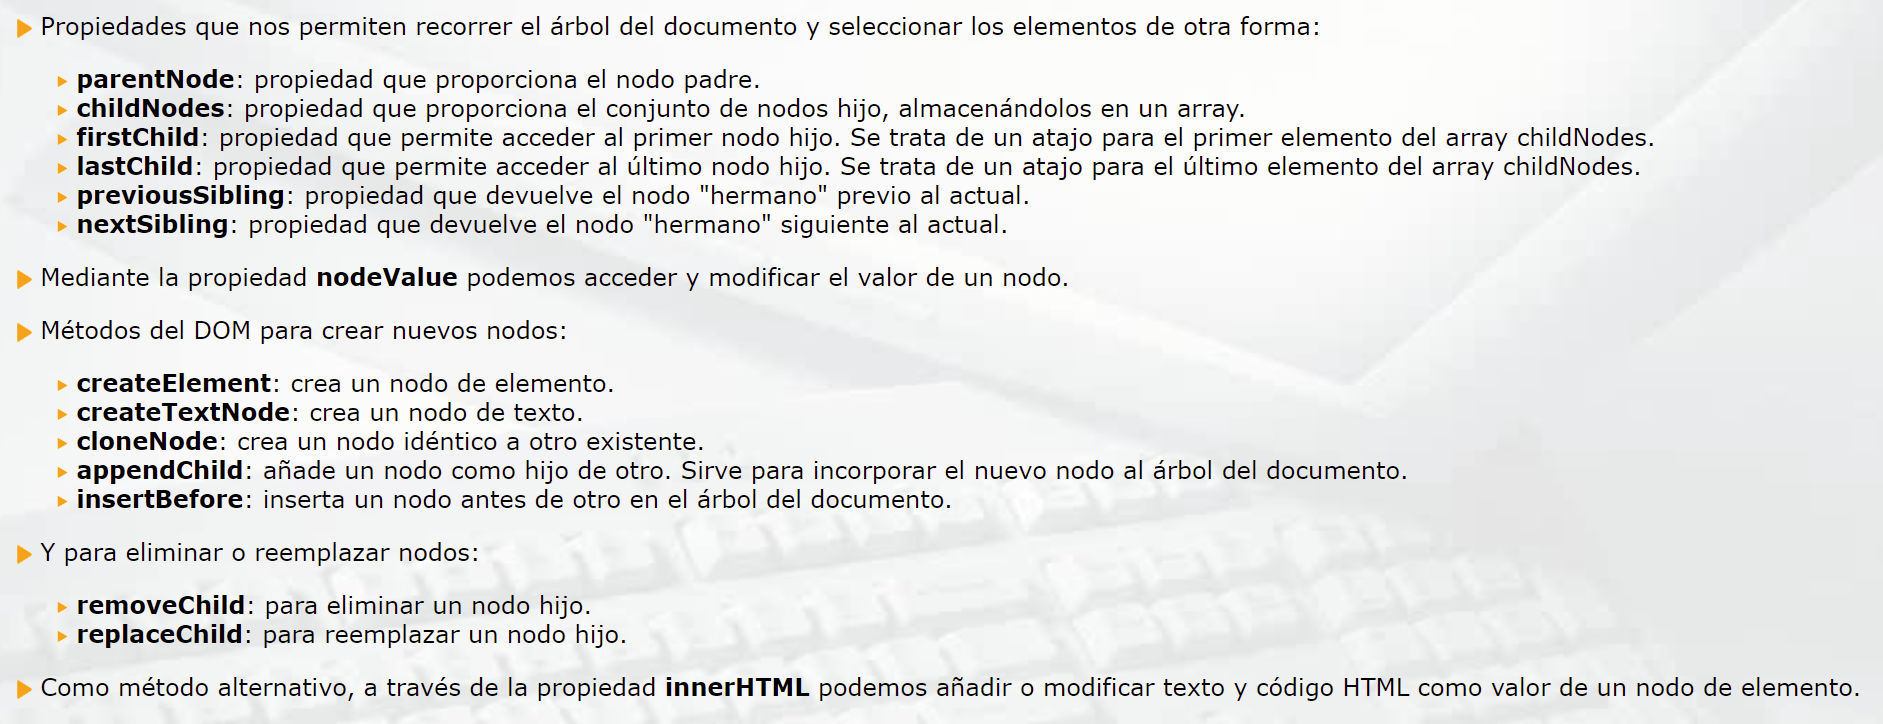 Propiedades que nos permiten recorrer el árbol del documento y seleccionar los elementos de otra forma:
parentNode: propiedad que proporciona el nodo padre.
childNodes: propiedad que proporciona el conjunto de nodos hijo, almacenándolos en un array.
firstChild: propiedad que permite acceder al primer nodo hijo. Se trata de un atajo para el primer elemento del array childNodes.
lastChild: propiedad que permite acceder al último nodo hijo. Se trata de un atajo para el último elemento del array childNodes.
previousSibling: propiedad que devuelve el nodo "hermano" previo al actual.
nextSibling: propiedad que devuelve el nodo "hermano" siguiente al actual.
Mediante la propiedad nodeValue podemos acceder y modificar el valor de un nodo.
Métodos del DOM para crear nuevos nodos:
createElement: crea un nodo de elemento.
createTextNode: crea un nodo de texto.
cloneNode: crea un nodo idéntico a otro existente.
appendChild: añade un nodo como hijo de otro. Sirve para incorporar el nuevo nodo al árbol del documento.
insertBefore: inserta un nodo antes de otro en el árbol del documento.
Y para eliminar o reemplazar nodos:
removeChild: para eliminar un nodo hijo.
replaceChild: para reemplazar un nodo hijo.
Como método alternativo, a través de la propiedad innerHTML podemos añadir o modificar texto y código HTML como valor de un nodo de elemento.